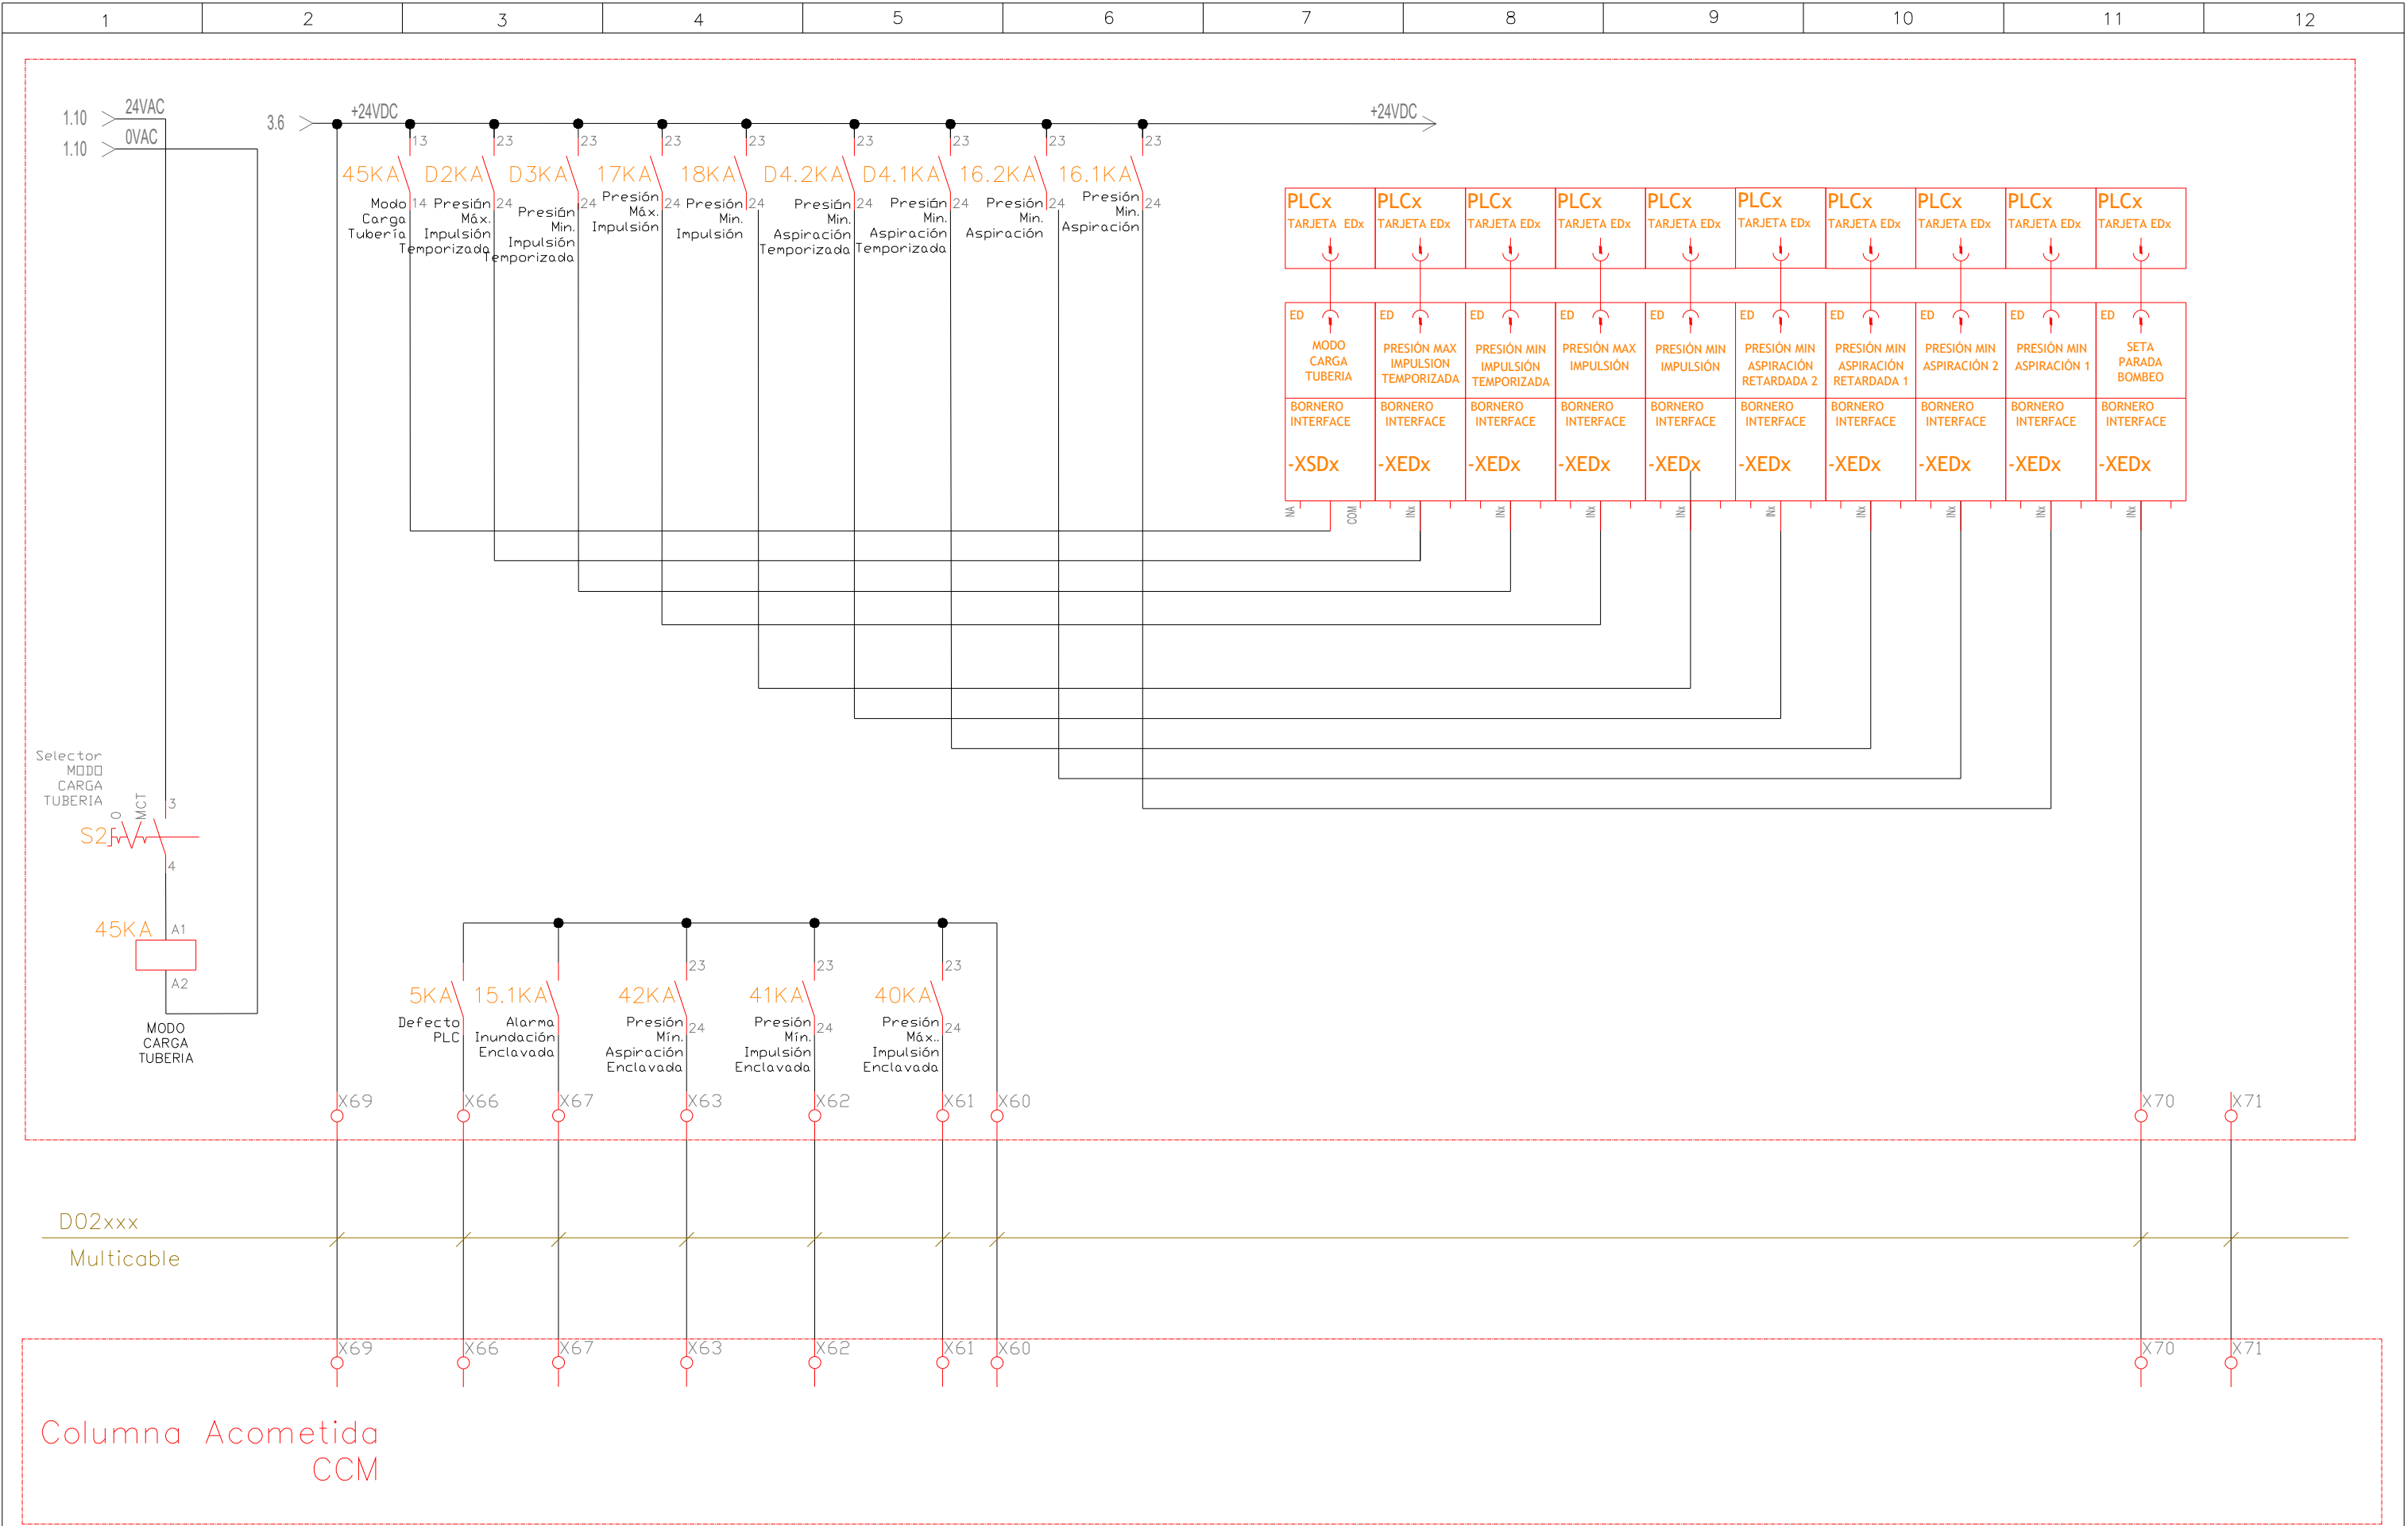 1 2 3 4 5 6 7 8 9 10 11 12
1.10 24VAC
1.10 0VAC
3.6 +24VDC
+24VDC
13
45KA
14
Modo
Carga
Tubería
23
D2KA
24
Presián
Máx.
Impulsión
Temporizada
23
D3KA
24
Presián
Min.
Impulsión
Temporizada
23
17KA
24
Presión
Máx.
Impulsión
23
18KA
24
Presión
Min.
Impulsión
23
D4.2KA
24
Presián
Min.
Aspiración
Temporizada
23
D4.1KA
24
Presián
Min.
Aspiración
Temporizada
23
16.2KA
24
Presión
Min.
Aspiración
23
16.1KA
24
Presión
Min.
Aspiración
PLCx PLCx PLCx PLCx PLCx PLCx PLCx PLCx PLCx PLCx
TARJETA EDx TARJETA EDx TARJETA EDx TARJETA EDx TARJETA EDx TARJETA EDx TARJETA EDx TARJETA EDx TARJETA EDx TARJETA EDx
ED ED ED ED ED ED ED ED ED ED
MODO
CARGA
TUBERIA
PRESIÓN MAX
IMPULSION
TEMPORIZADA
PRESIÓN MIN
IMPULSIÓN
TEMPORIZADA
PRESIÓN MAX
IMPULSIÓN
PRESIÓN MIN
IMPULSIÓN
PRESIÓN MIN
ASPIRACIÓN
RETARDADA 2
PRESIÓN MIN
ASPIRACIÓN
RETARDADA 1
PRESIÓN MIN
ASPIRACIÓN 2
PRESIÓN MIN
ASPIRACIÓN 1
SETA
PARADA
BOMBEO
BORNERO BORNERO BORNERO BORNERO BORNERO BORNERO BORNERO BORNERO BORNERO BORNERO
INTERFACE INTERFACE INTERFACE INTERFACE INTERFACE INTERFACE INTERFACE INTERFACE INTERFACE INTERFACE
-XSDx -XEDx -XEDx -XEDx -XEDx -XEDx -XEDx -XEDx -XEDx -XEDx
NA COM INx INx INx INx INx INx INx INx INx
Selector
MODO
CARGA
TUBERIA
0 MCT
3
S2
4
45KA A1
A2
MODO
CARGA
TUBERIA
5KA
Defecto
PLC
15.1KA
Alarma
Inundación
Enclavada
23
42KA
24
Presión
Mín.
Aspiración
Enclavada
23
41KA
24
Presión
Mín.
Impulsión
Enclavada
23
40KA
24
Presión
Máx..
Impulsión
Enclavada
X69 X66 X67 X63 X62 X61 X60 X70 X71
D02xxx
Multicable
X69 X66 X67 X63 X62 X61 X60 X70 X71
Columna Acometida
CCM